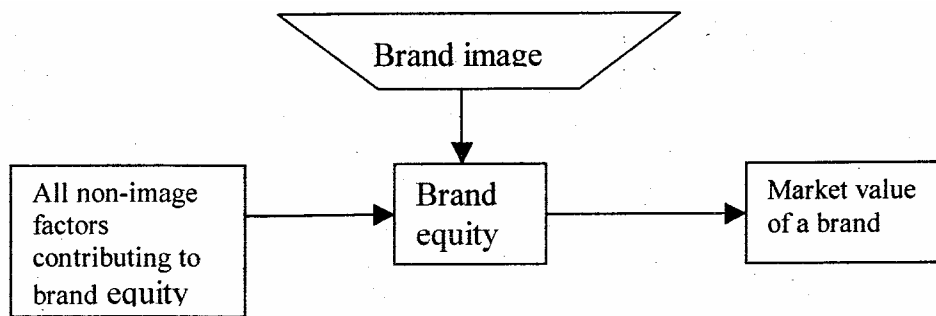 Brand image
All non-image
factors
contributing to
brand equity
Brand
equity
Market value
of a brand